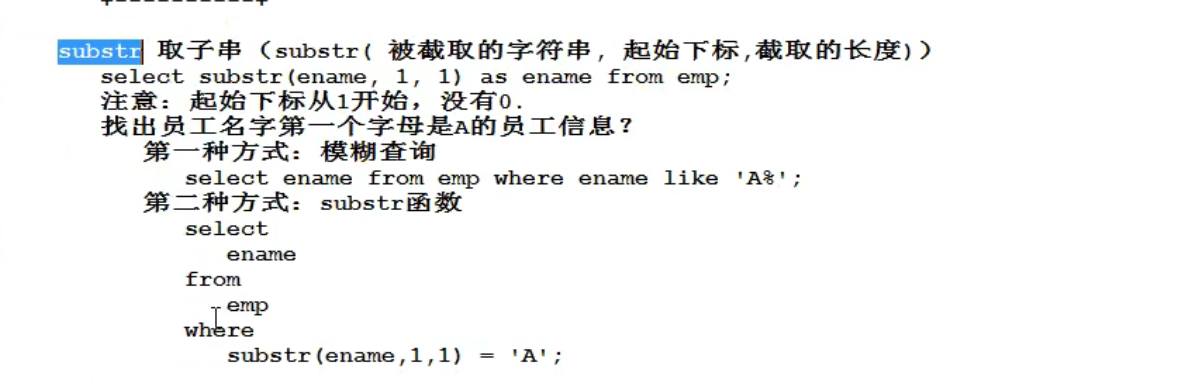 substr 取子串（substr( 被截取的字符串, 起始下标,截取的长度)）
select substr(ename, 1, 1) as ename from emp;
注意：起始下标从1开始，没有0.
找出员工名字第一个字母是A的员工信息？
第一种方式：模糊查询
select ename from emp where ename like 'A%';
第二种方式：substr函数
select
ename
from
emp
where
substr(ename,1,1) = 'A';